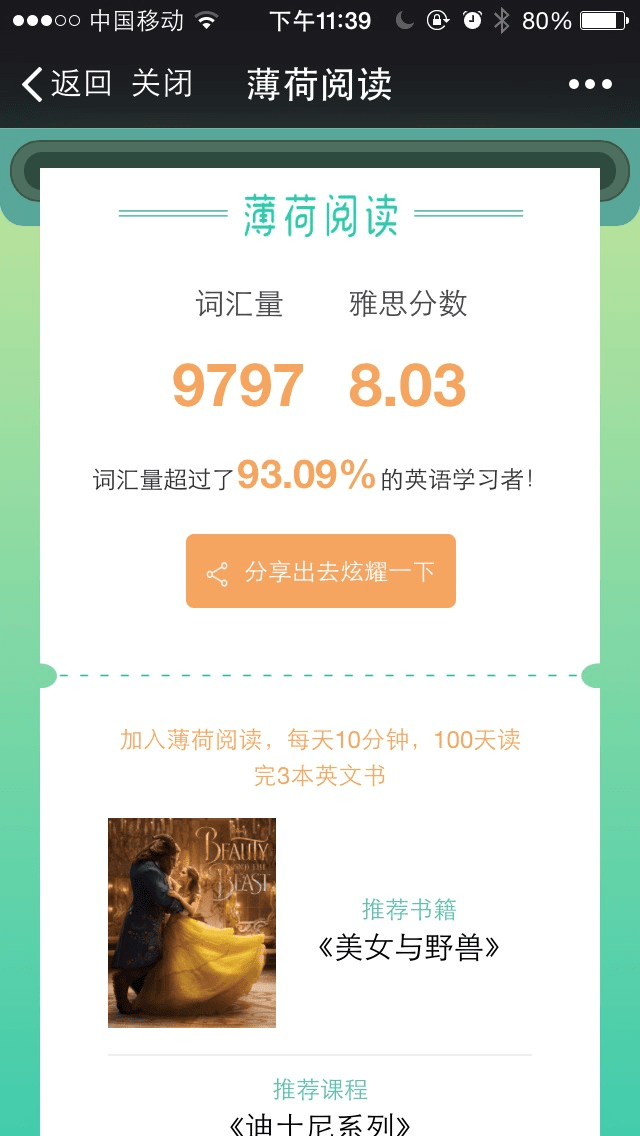 中国移动 下午11:39 80%
返回 关闭 薄荷阅读
薄荷阅读
词汇量 雅思分数
9797 8.03
词汇量超过了93.09%的英语学习者!
分享出去炫耀一下
加入薄荷阅读，每天10分钟，100天读
完3本英文书
BEAUTY
AND THE
BEAST
推荐书籍
《美女与野兽》
推荐课程
《迪士尼系列》